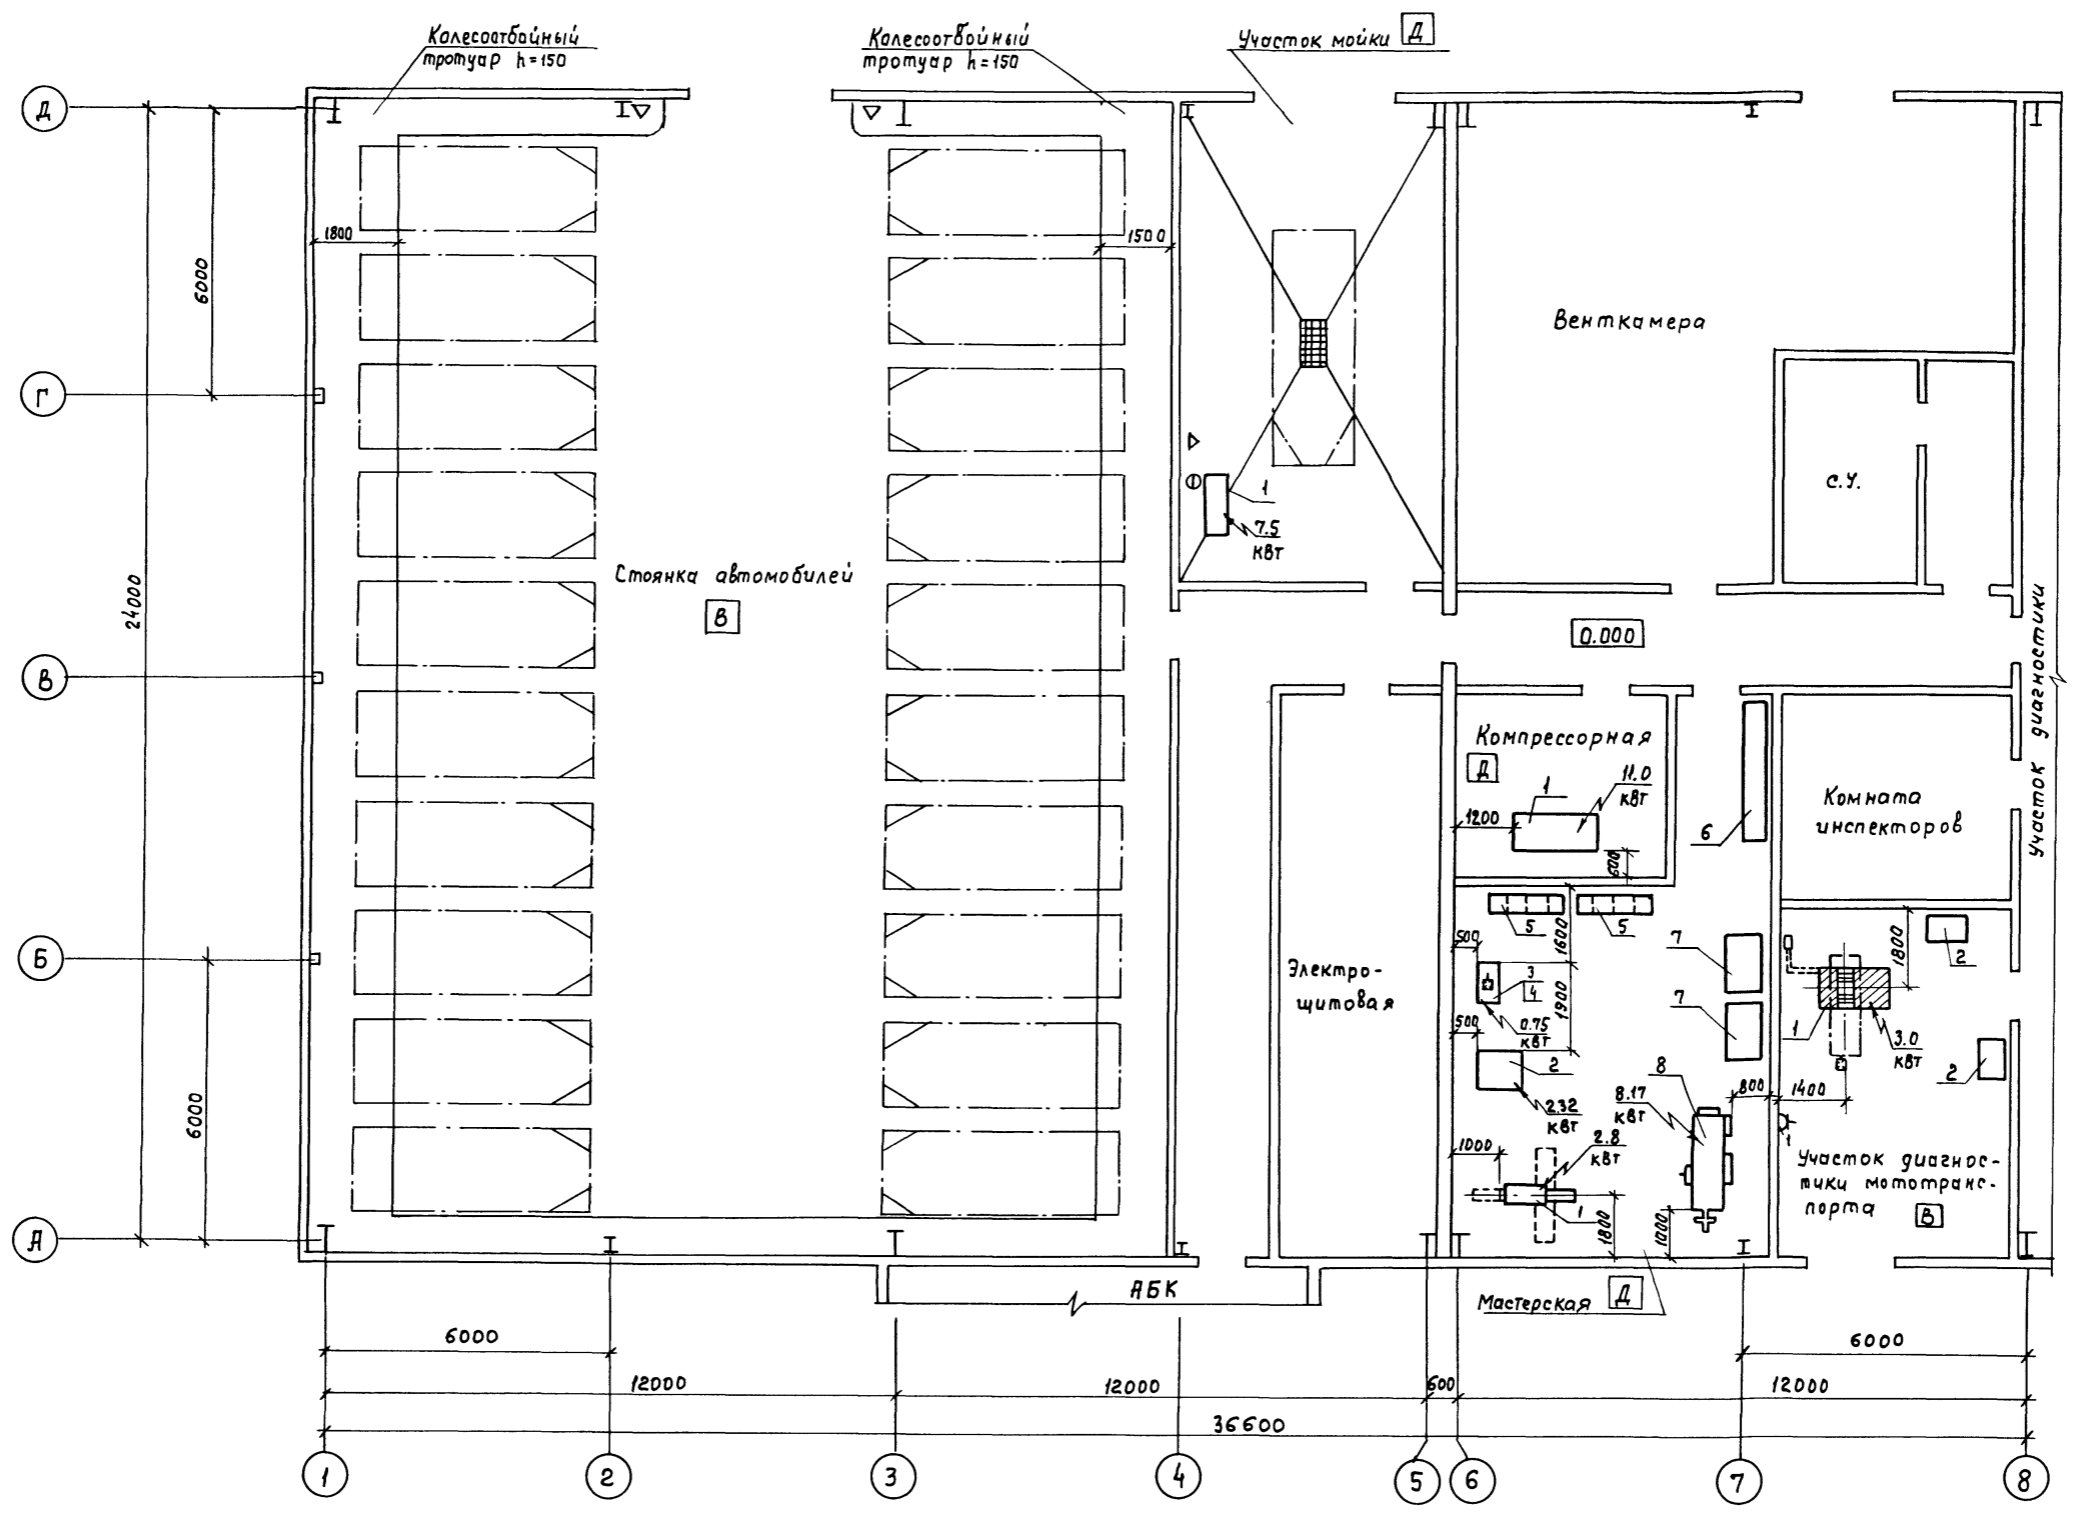 Колесоотбойный
тротуар h=150
Колесоотбойный
тротуар h=150
Участок мойки Д
Д
6000
1800
1500
Венткамера
Г
С.У.
1
7.5
квт
24000
Стоянка автомобилей
В
0.000
Участок диагностики
В
Компрессорная
Д
11.0
квт
1
1200
600
6
Комната
инспекторов
5
5
500
1600
1900
7
1800
2
Б
Электро-
щитовая
3
4
0.75
квт
500
7
1
3.0
квт
2
2
2.32
квт
8
8.17
квт
800
1400
1
6000
1000
2.8
квт
1
1800
1000
Участок диагнос-
тики мототранс-
порта В
А
АБК
Мастерская Д
6000
6000
12000
12000
600
12000
36600
1
2
3
4
5
6
7
8